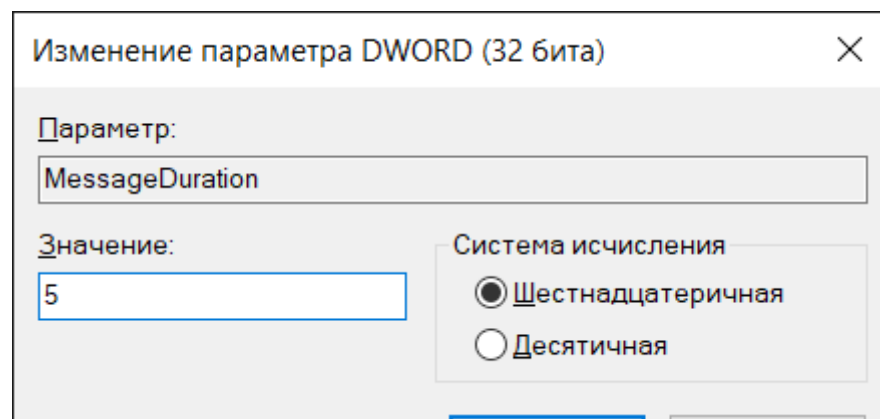 Изменение параметра DWORD (32 бита)
Параметр:
MessageDuration
Значение:
5
Система исчисления
Шестнадцатеричная
Десятичная